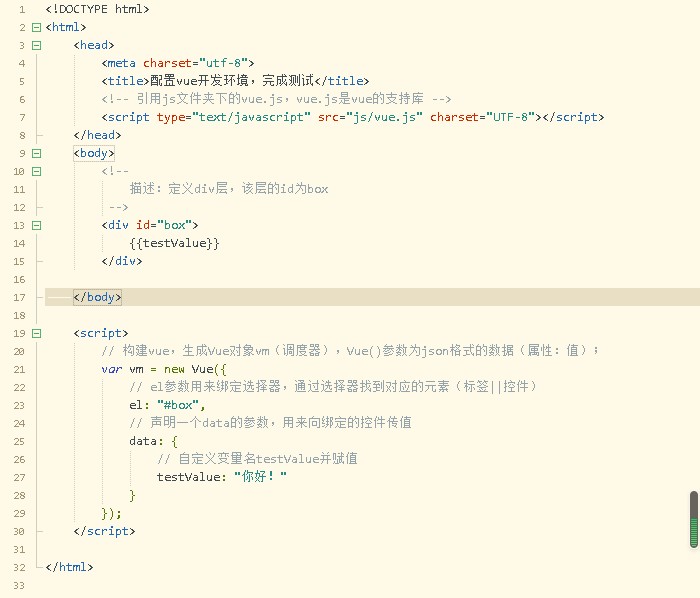 1 <!DOCTYPE html>
2 <html>
3 <head>
4 <meta charset="utf-8">
5 <title>配置vue开发环境，完成测试</title>
6 <!-- 引用js文件夹下的vue.js，vue.js是vue的支持库 -->
7 <script type="text/javascript" src="js/vue.js" charset="UTF-8"></script>
8 </head>
9 <body>
10 <!--
11 描述：定义div层，该层的id为box
12 -->
13 <div id="box">
14 {{testValue}}
15 </div>
16
17 </body>
18
19 <script>
20 // 构建vue，生成Vue对象vm（调度器），Vue()参数为json格式的数据（属性：值）；
21 var vm = new Vue({
22 // el参数用来绑定选择器，通过选择器找到对应的元素（标签||控件）
23 el: "#box",
24 // 声明一个data的参数，用来向绑定的控件传值
25 data: {
26 // 自定义变量名testValue并赋值
27 testValue: "你好！"
28 }
29 });
30 </script>
31
32 </html>
33